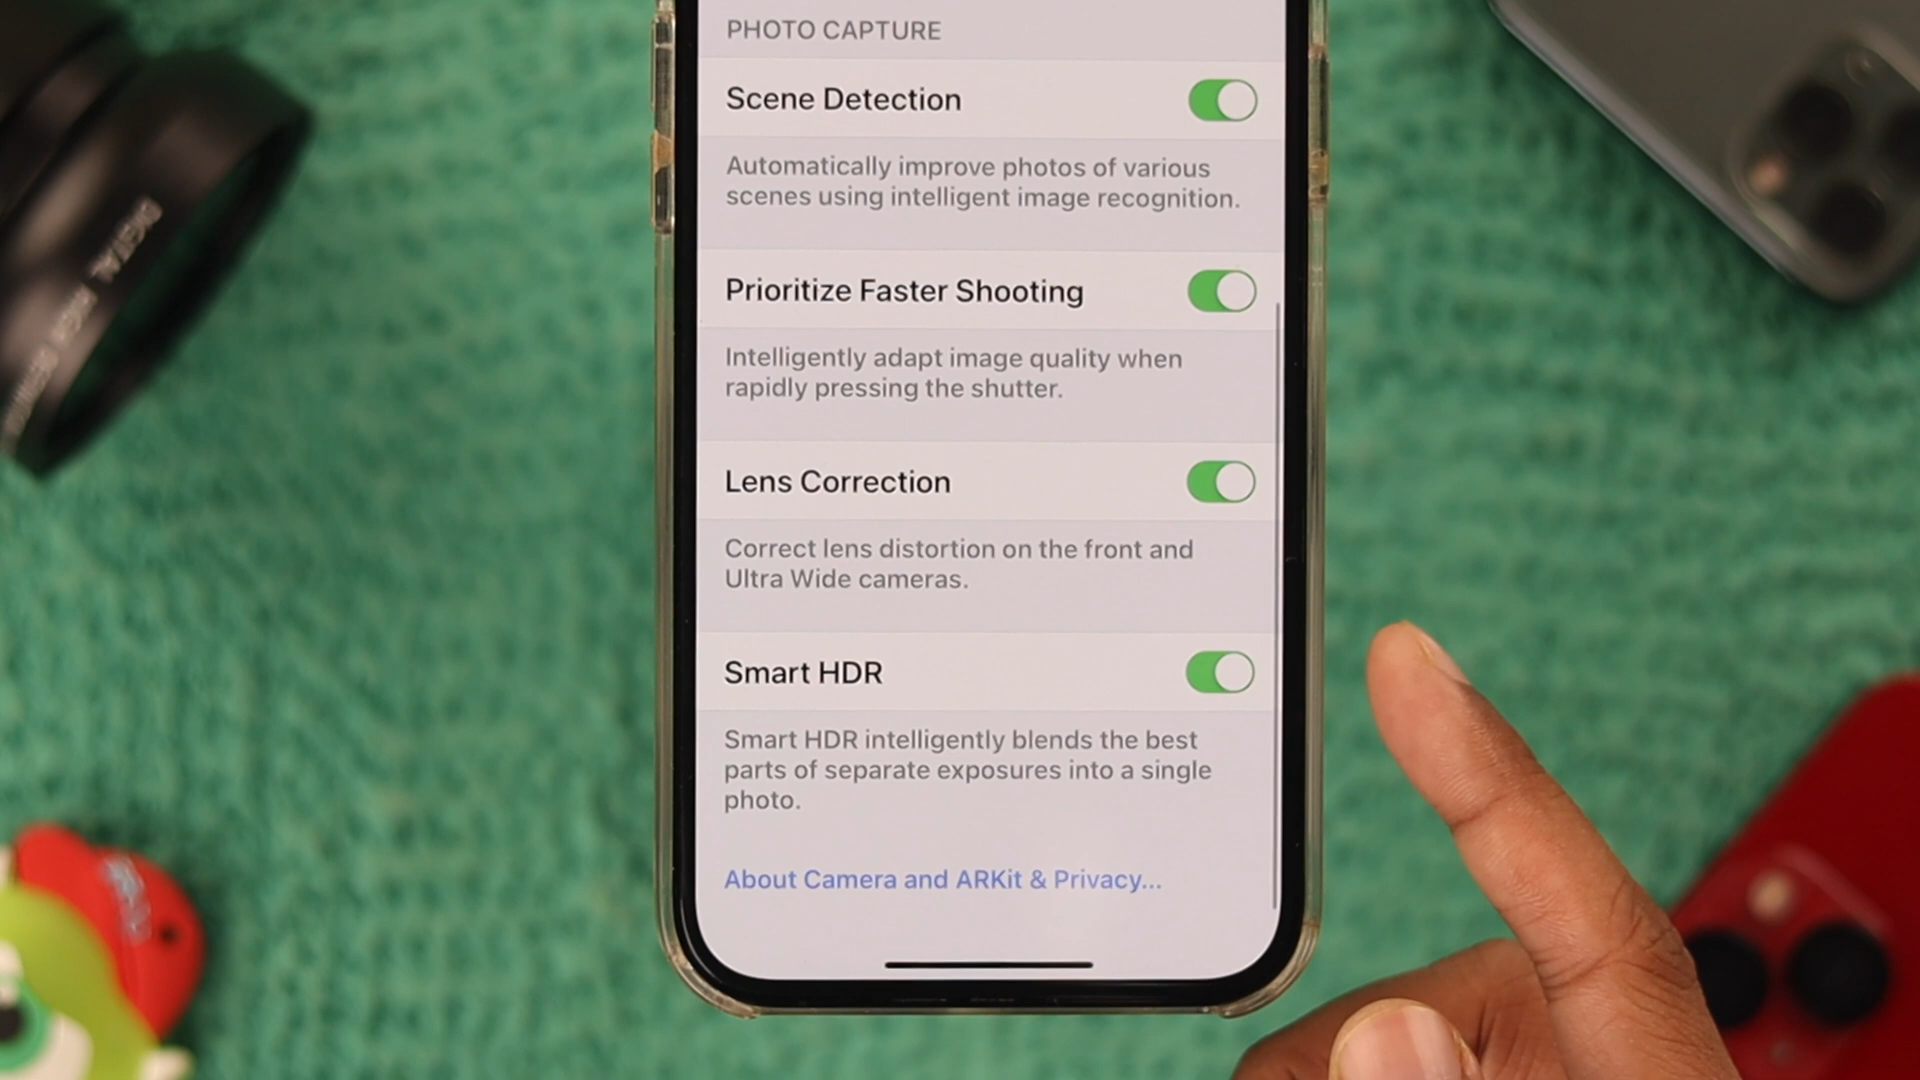 PHOTO CAPTURE
Scene Detection
Automatically improve photos of various
scenes using intelligent image recognition.
Prioritize Faster Shooting
Intelligently adapt image quality when
rapidly pressing the shutter.
Lens Correction
Correct lens distortion on the front and
Ultra Wide cameras.
Smart HDR
Smart HDR intelligently blends the best
parts of separate exposures into a single
photo.
About Camera and ARKit & Privacy...
DIGITAL HIGH